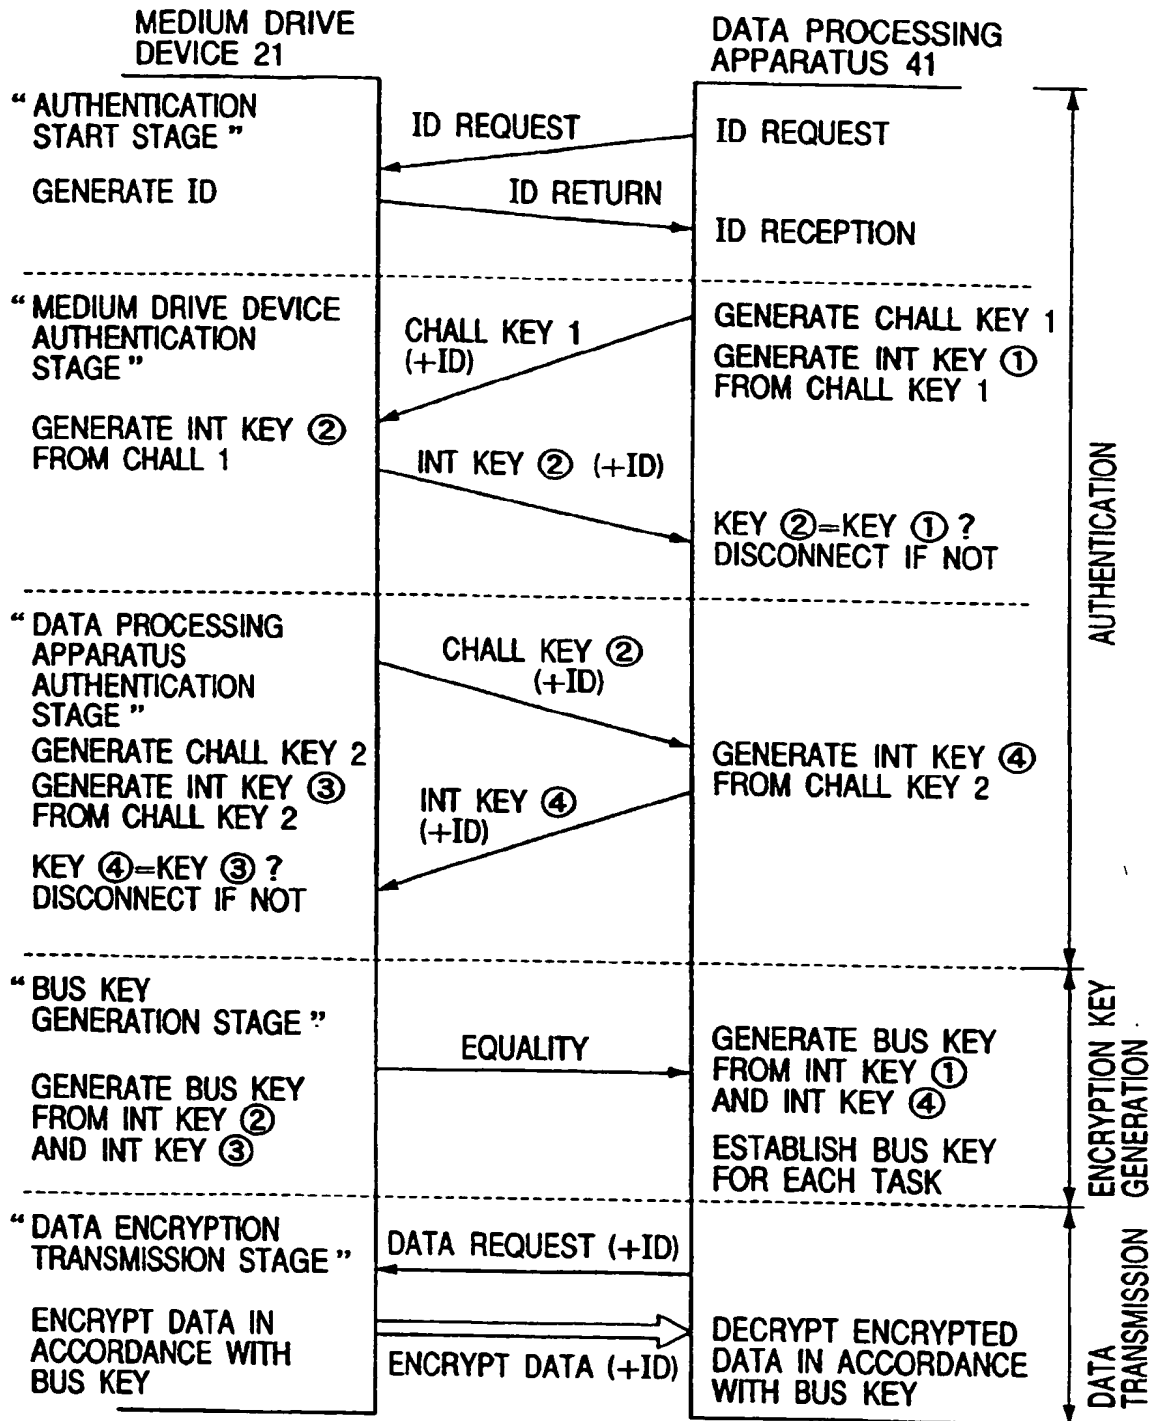 MEDIUM DRIVE
DEVICE 21
DATA PROCESSING
APPARATUS 41
“ AUTHENTICATION
START STAGE ”
ID REQUEST
ID REQUEST
GENERATE ID
ID RETURN
ID RECEPTION
“ MEDIUM DRIVE DEVICE
AUTHENTICATION
STAGE ”
CHALL KEY 1
(+ID)
GENERATE CHALL KEY 1
GENERATE INT KEY ①
FROM CHALL KEY 1
GENERATE INT KEY ②
FROM CHALL 1
INT KEY ② (+ID)
KEY ②=KEY ① ?
DISCONNECT IF NOT
“ DATA PROCESSING
APPARATUS
AUTHENTICATION
STAGE ”
CHALL KEY ②
(+ID)
GENERATE CHALL KEY 2
GENERATE INT KEY ③
FROM CHALL KEY 2
GENERATE INT KEY ④
FROM CHALL KEY 2
INT KEY ④
(+ID)
KEY ④=KEY ③ ?
DISCONNECT IF NOT
AUTHENTICATION
“ BUS KEY
GENERATION STAGE ”
EQUALITY
GENERATE BUS KEY
FROM INT KEY ①
AND INT KEY ④
GENERATE BUS KEY
FROM INT KEY ②
AND INT KEY ③
ESTABLISH BUS KEY
FOR EACH TASK
ENCRYPTION KEY
GENERATION
“ DATA ENCRYPTION
TRANSMISSION STAGE ”
DATA REQUEST (+ID)
ENCRYPT DATA IN
ACCORDANCE WITH
BUS KEY
ENCRYPT DATA (+ID)
DECRYPT ENCRYPTED
DATA IN ACCORDANCE
WITH BUS KEY
DATA
TRANSMISSION